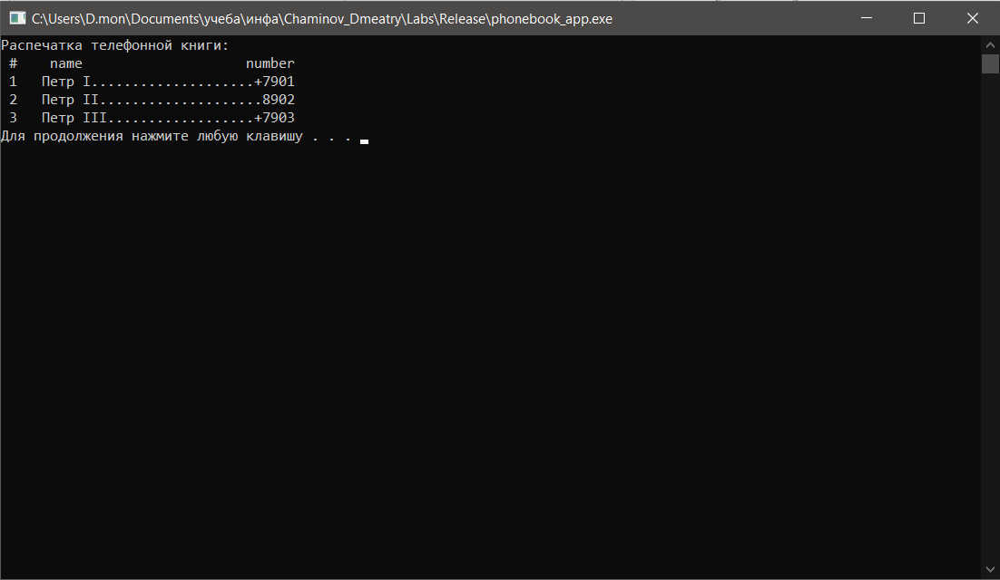 C:\Users\D.mon\Documents\учеба\инфа\Chaminov_Dmeatry\Labs\Release\phonebook_app.exe
Распечатка телефонной книги:
 #    name                    number
 1   Петр I....................+7901
 2   Петр II....................8902
 3   Петр III..................+7903
Для продолжения нажмите любую клавишу . . .